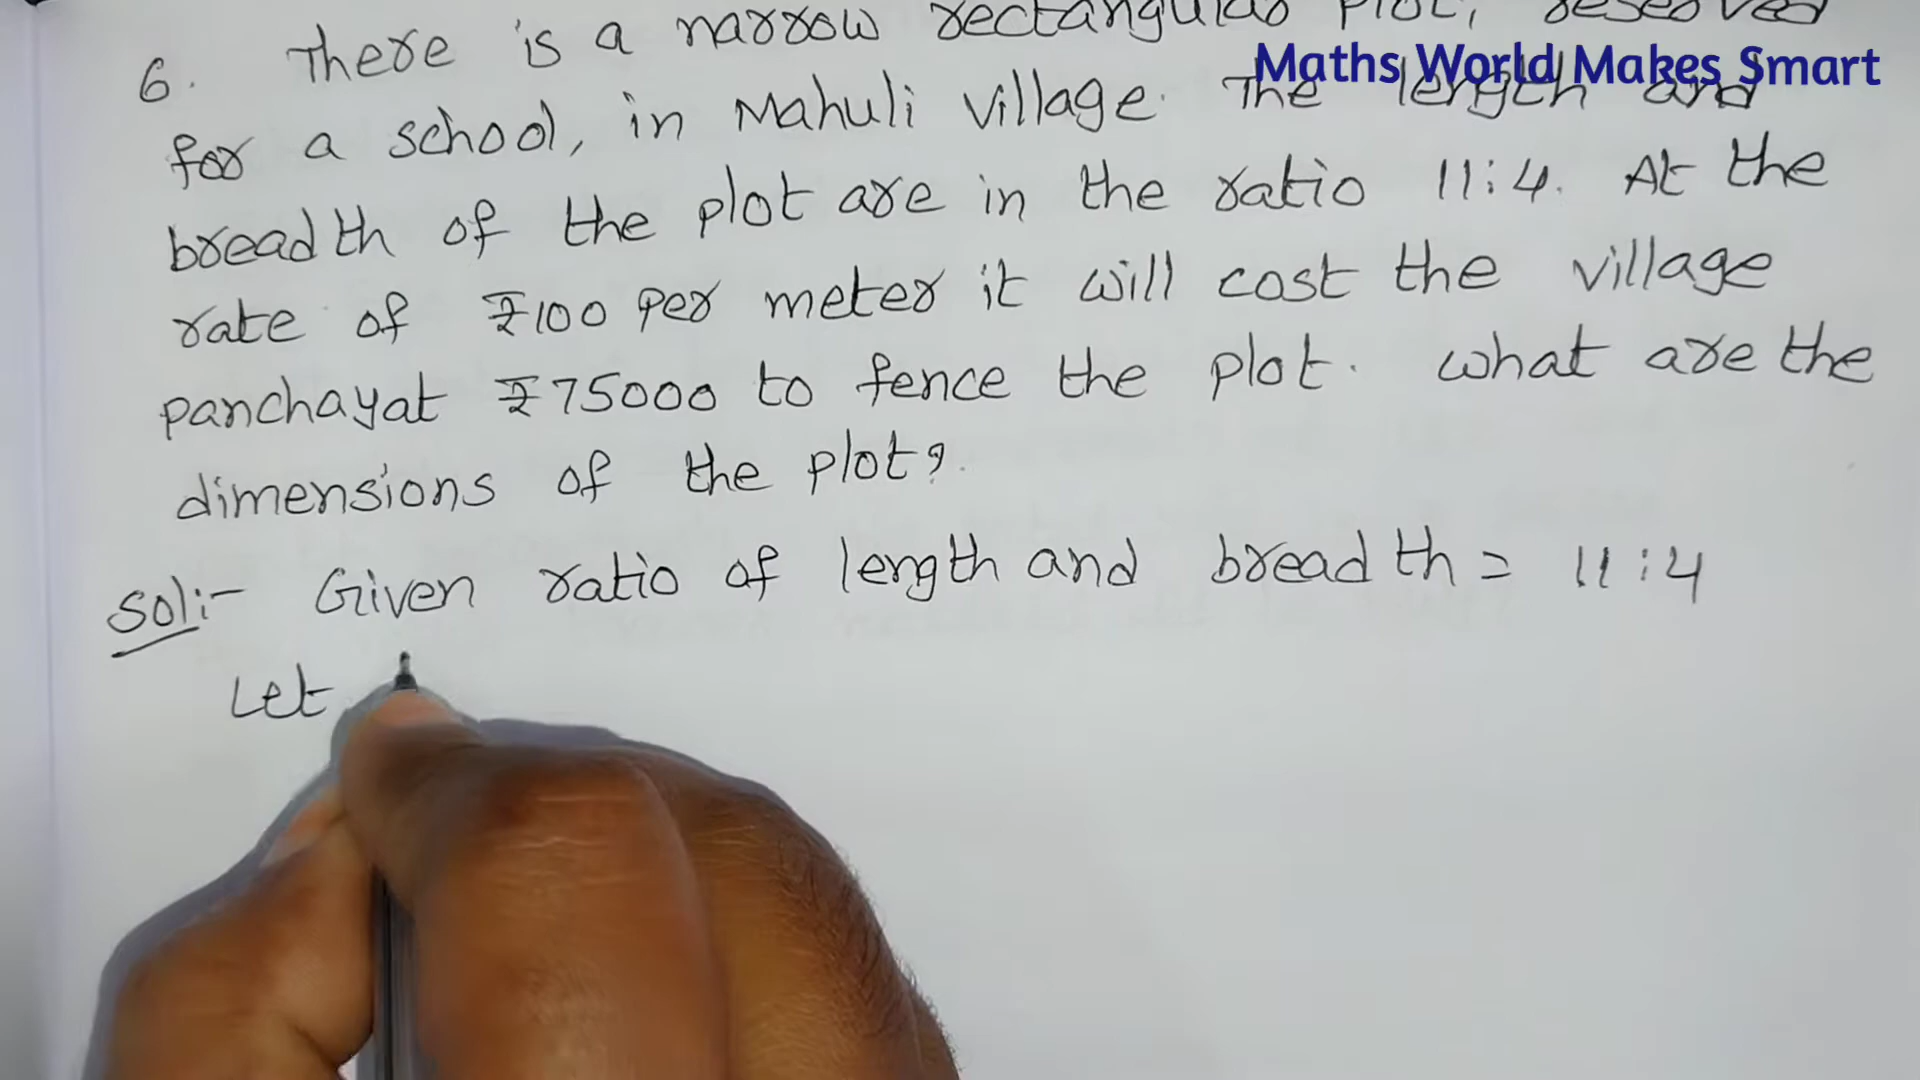 6. There is a narrow rectangular plot, reserved
Maths World Makes Smart
for a school, in Mahuli village. The length and
breadth of the plot are in the ratio 11:4. At the
rate of ₹100 per meter it will cost the village
panchayat ₹75000 to fence the plot. What are the
dimensions of the plot?
Sol:- Given ratio of length and breadth = 11:4
Let